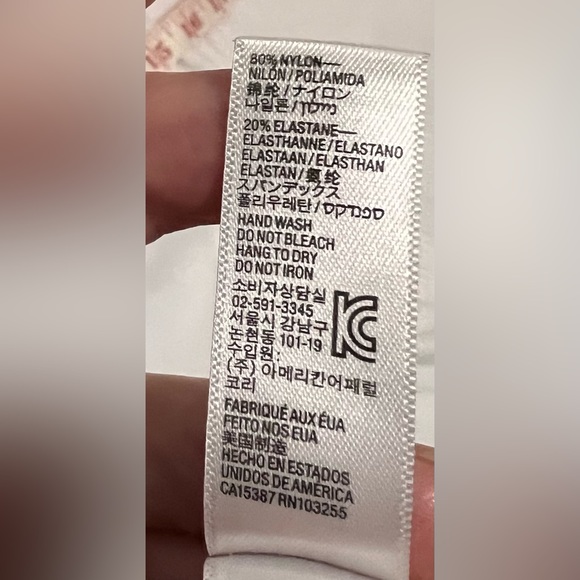 80% NYLON—
NILÓN/POLIAMIDA
锦纶/ナイロン
나일론/ניילון
20% ELASTANE—
ELASTHANNE/ELASTANO
ELASTAAN/ELASTHAN
ELASTAN/氨纶
スパンデックス
폴리우레탄/ספנדקס
HAND WASH
DO NOT BLEACH
HANG TO DRY
DO NOT IRON
소비자상담실
02-591-3345
서울시 강남구
논현동 101-19
수입원:
(주) 아메리칸어패럴
코리
FABRIQUÉ AUX ÉUA
FEITO NOS EUA
美国制造
HECHO EN ESTADOS
UNIDOS DE AMÉRICA
CA15387 RN103255